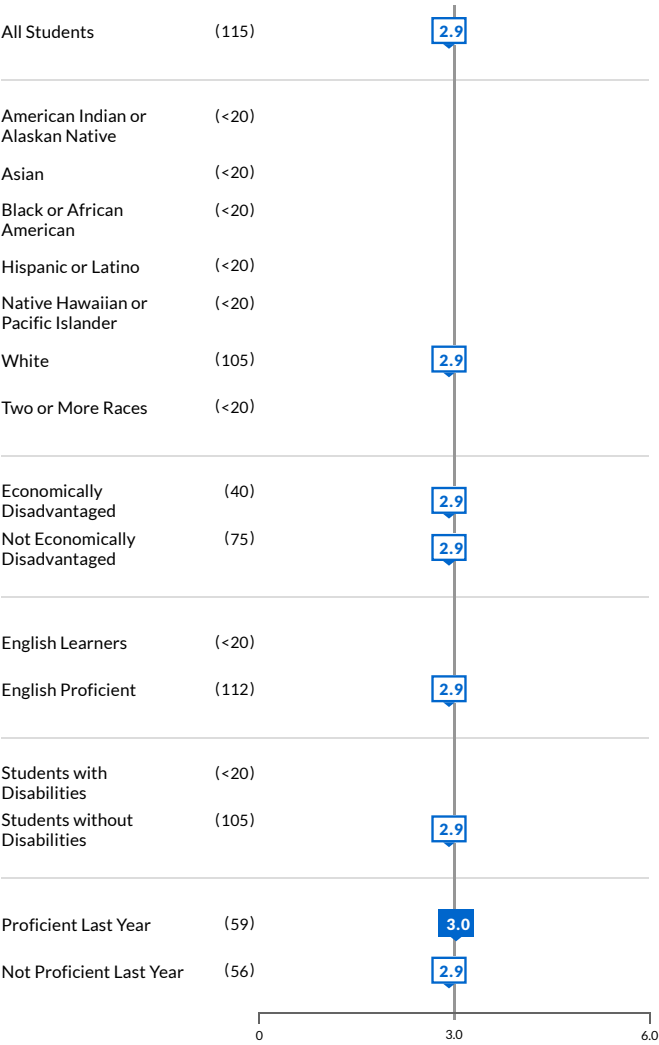 All Students (115) 2.9
American Indian or (<20)
Alaskan Native
Asian (<20)
Black or African (<20)
American
Hispanic or Latino (<20)
Native Hawaiian or (<20)
Pacific Islander
White (105) 2.9
Two or More Races (<20)
Economically (40) 2.9
Disadvantaged
Not Economically (75) 2.9
Disadvantaged
English Learners (<20)
English Proficient (112) 2.9
Students with (<20)
Disabilities
Students without (105) 2.9
Disabilities
Proficient Last Year (59) 3.0
Not Proficient Last Year (56) 2.9
0 3.0 6.0